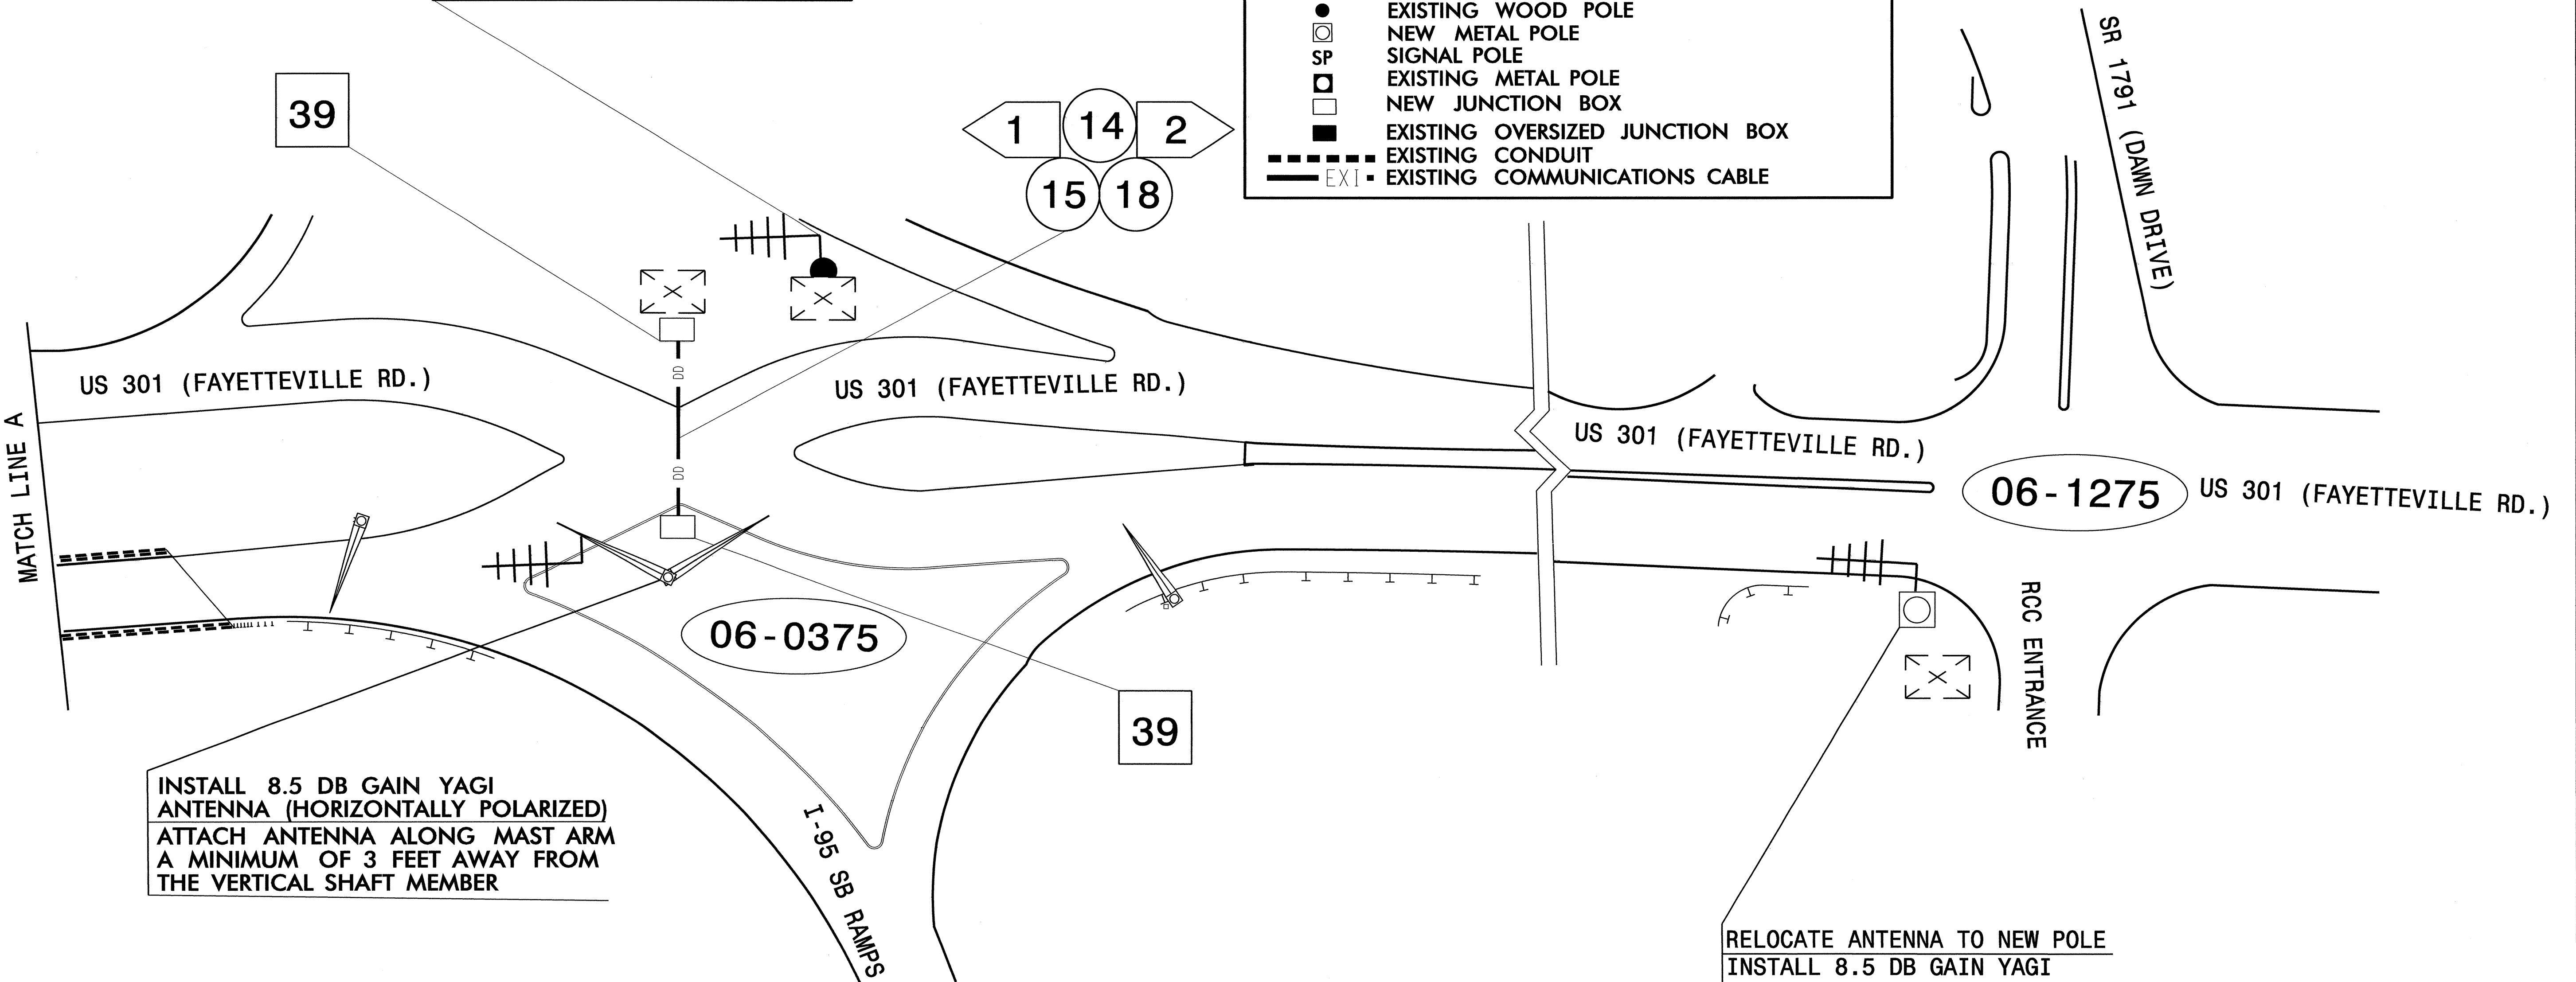 EXISTING WOOD POLE
NEW METAL POLE
SP SIGNAL POLE
EXISTING METAL POLE
NEW JUNCTION BOX
EXISTING OVERSIZED JUNCTION BOX
EXISTING CONDUIT
EXI EXISTING COMMUNICATIONS CABLE
39
1 14 2
15 18
SR 1791 (DAWN DRIVE)
DD
DD
MATCH LINE A
US 301 (FAYETTEVILLE RD.)
US 301 (FAYETTEVILLE RD.)
US 301 (FAYETTEVILLE RD.)
06-1275
US 301 (FAYETTEVILLE RD.)
06-0375
39
RCC ENTRANCE
I-95 SB RAMPS
INSTALL 8.5 DB GAIN YAGI
ANTENNA (HORIZONTALLY POLARIZED)
ATTACH ANTENNA ALONG MAST ARM
A MINIMUM OF 3 FEET AWAY FROM
THE VERTICAL SHAFT MEMBER
RELOCATE ANTENNA TO NEW POLE
INSTALL 8.5 DB GAIN YAGI